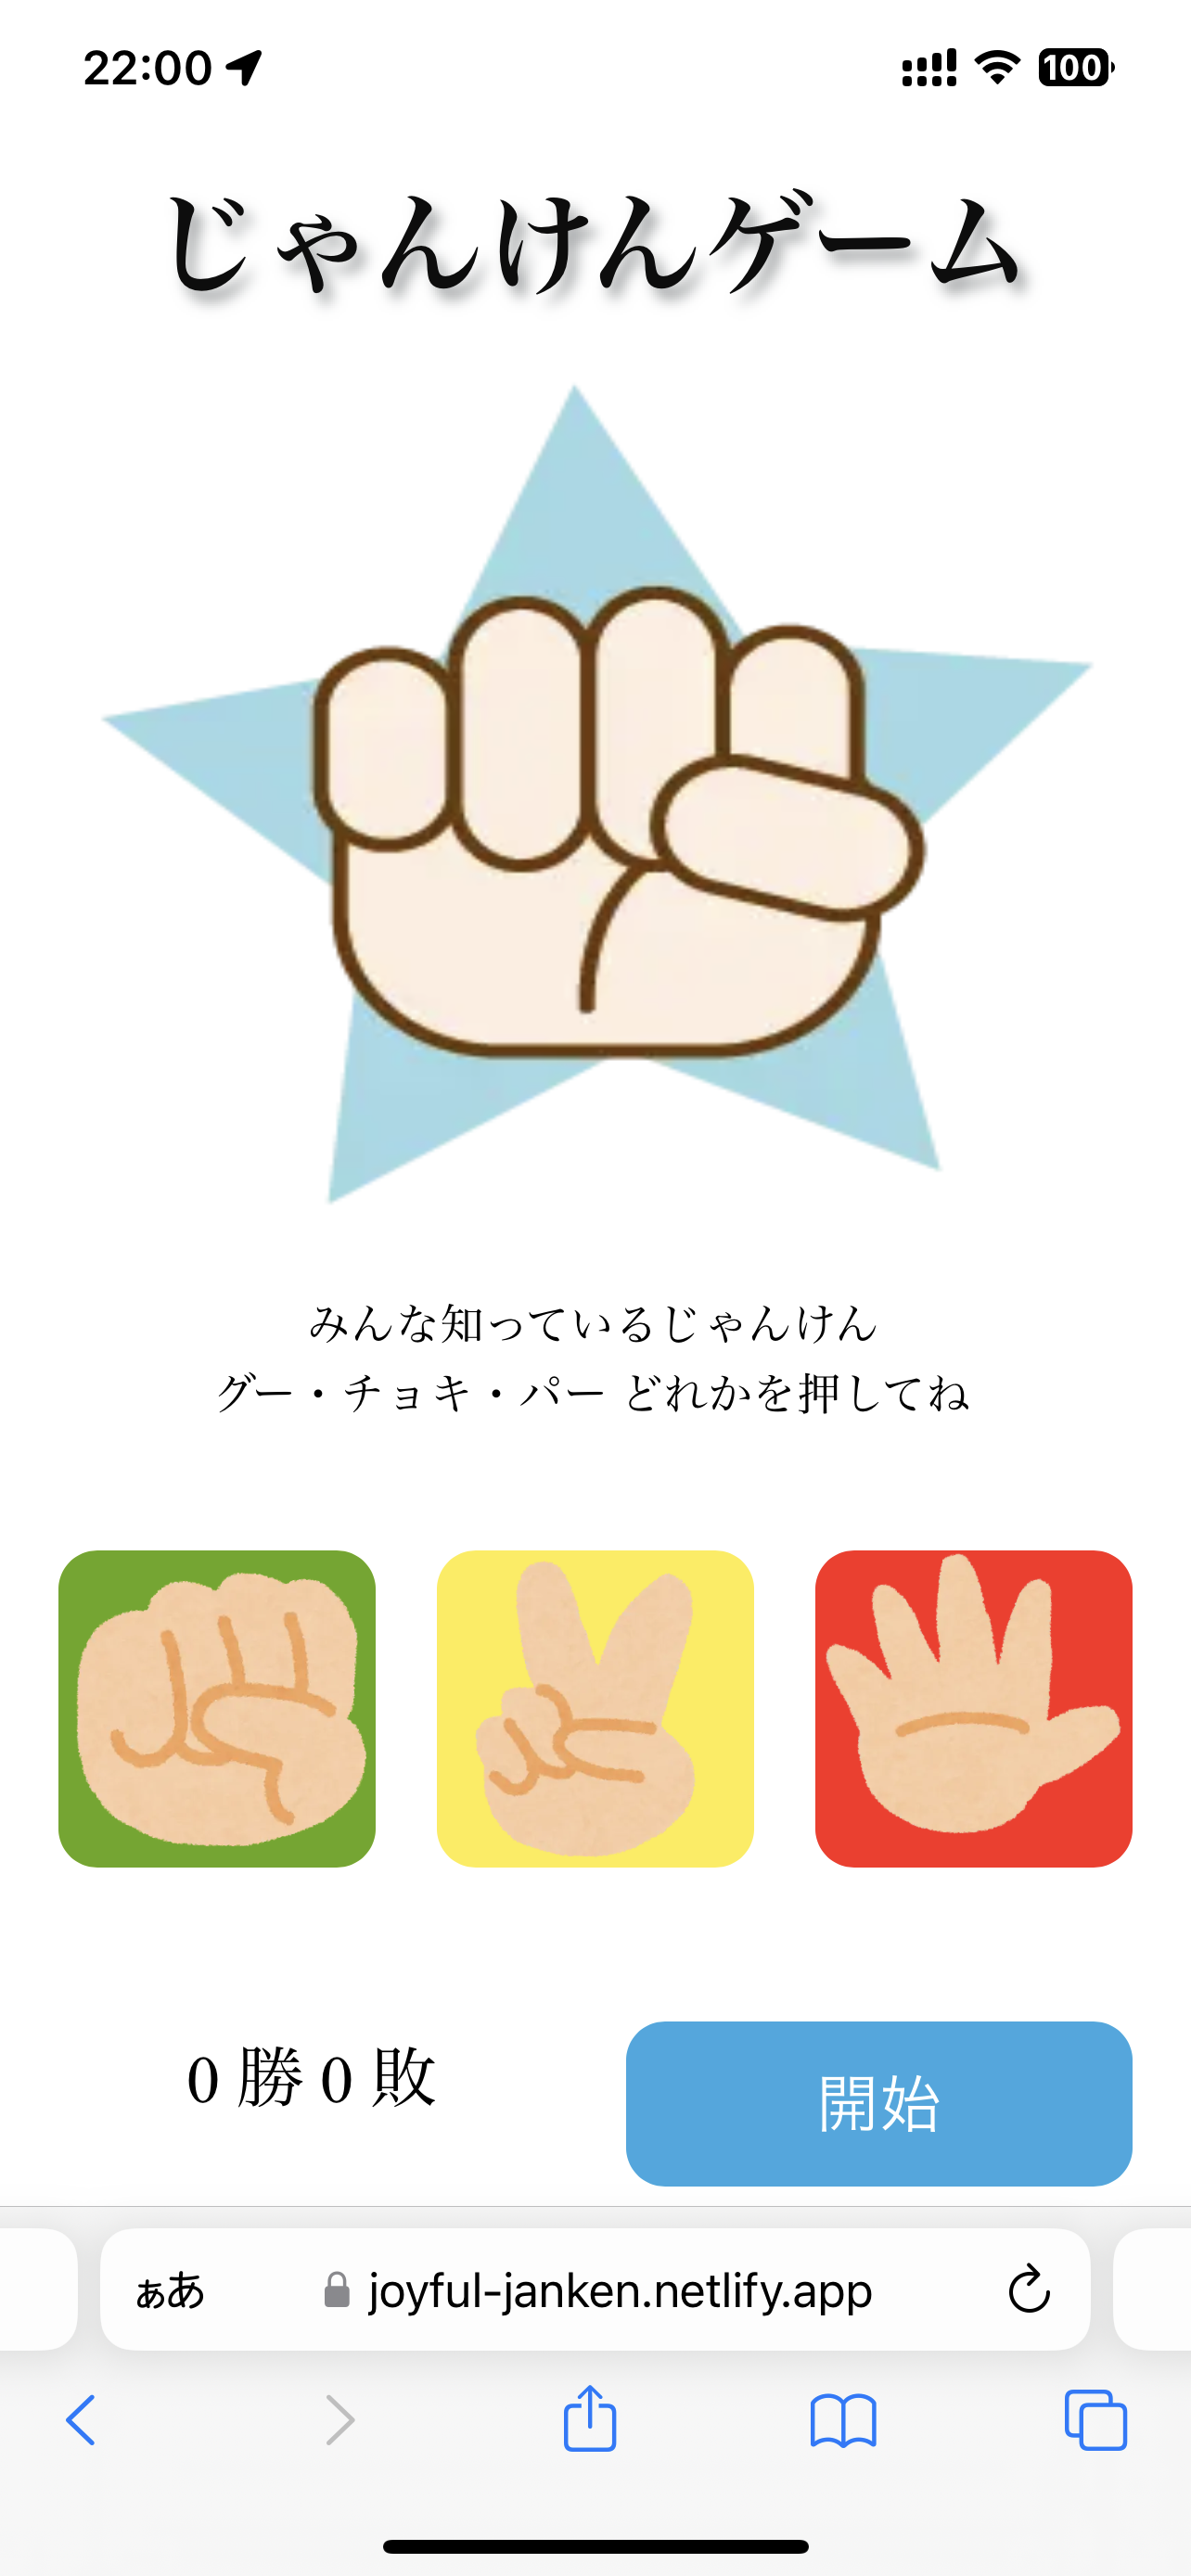 22:00
100
じゃんけんゲーム
みんな知っているじゃんけん
グー・チョキ・パー どれかを押してね
0 勝 0 敗
開始
ぁあ
joyful-janken.netlify.app